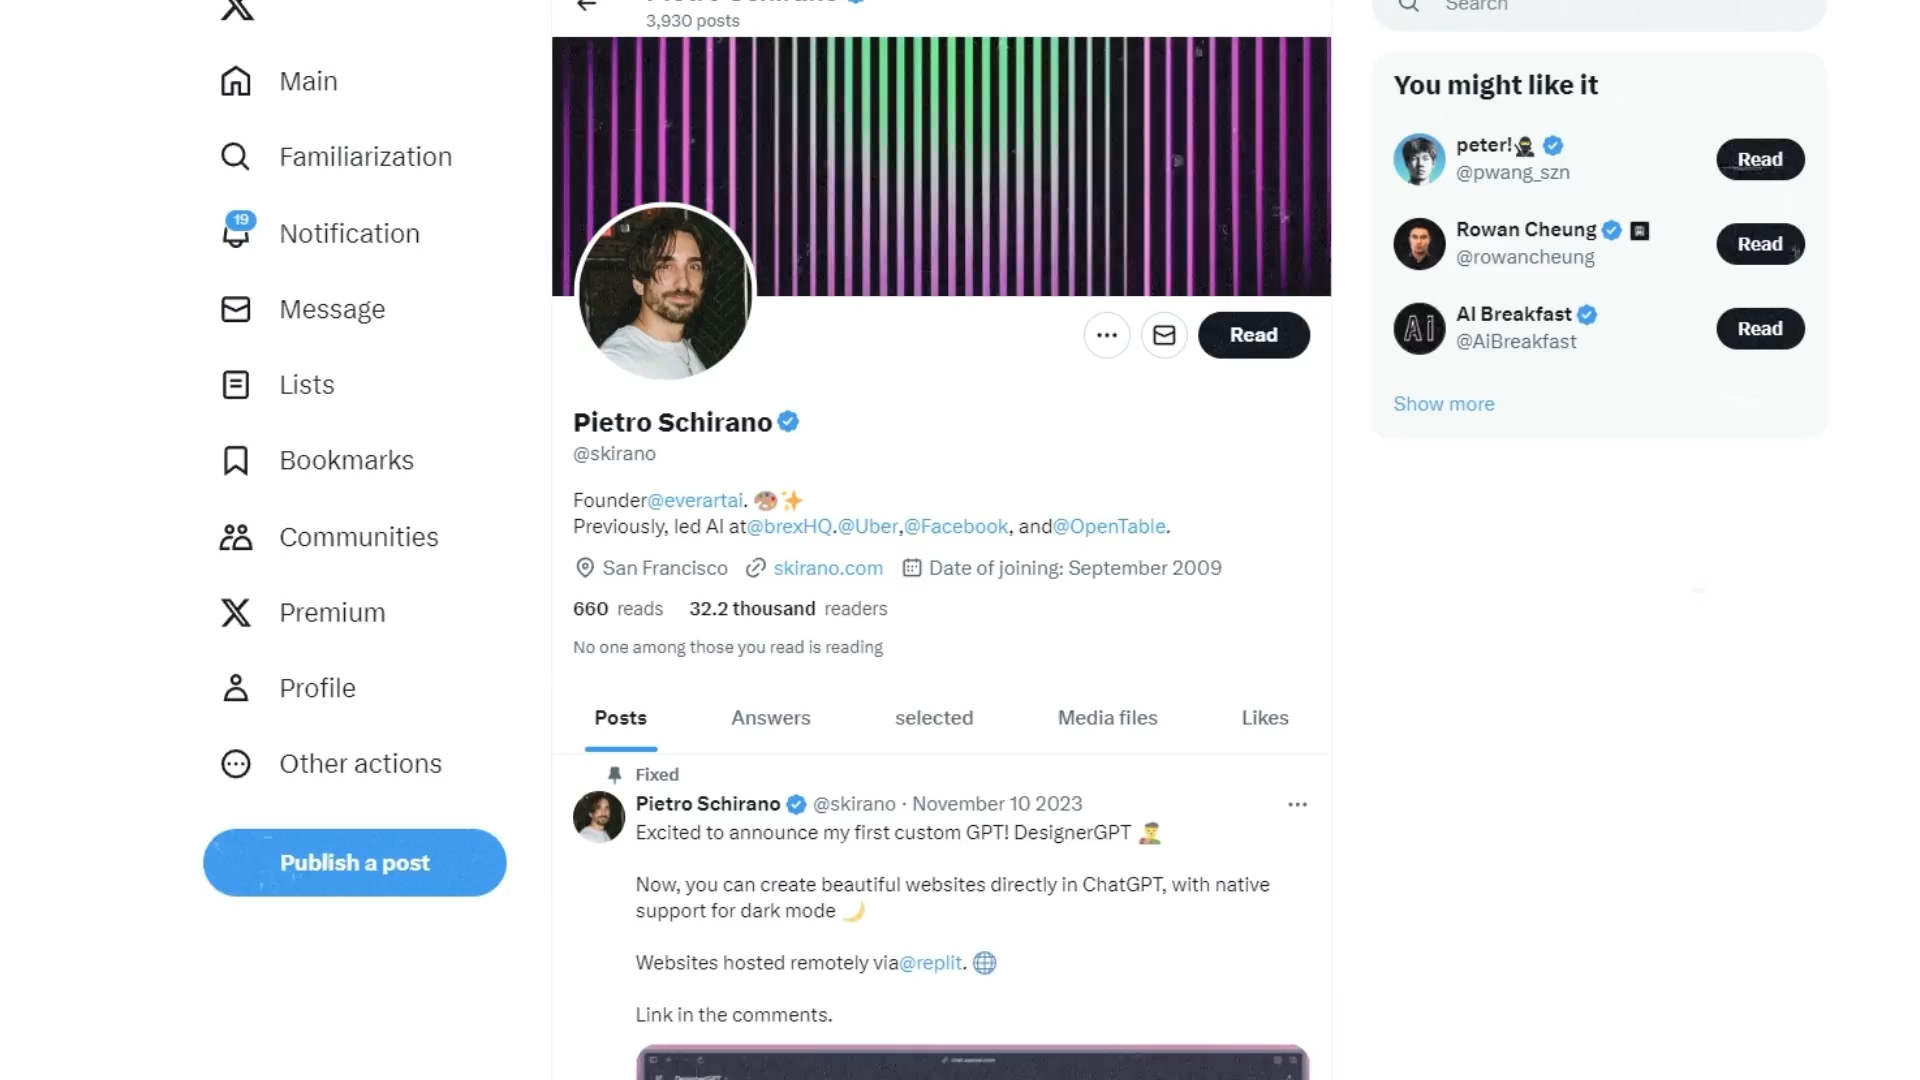 Main
Familiarization
19
Notification
Message
Lists
Bookmarks
Communities
Premium
Profile
Other actions
Publish a post
3,930 posts
Read
Pietro Schirano
@skirano
Founder@everartai. 🎨✨
Previously, led AI at@brexHQ.@Uber,@Facebook, and@OpenTable.
San Francisco skirano.com Date of joining: September 2009
660 reads 32.2 thousand readers
No one among those you read is reading
Posts Answers selected Media files Likes
Fixed
Pietro Schirano @skirano · November 10 2023
Excited to announce my first custom GPT! DesignerGPT 👨‍🎨
Now, you can create beautiful websites directly in ChatGPT, with native
support for dark mode 🌙
Websites hosted remotely via@replit. 🌐
Link in the comments.
Search
You might like it
peter!🥷
@pwang_szn
Read
Rowan Cheung
@rowancheung
Read
Ai
AI Breakfast
@AiBreakfast
Read
Show more